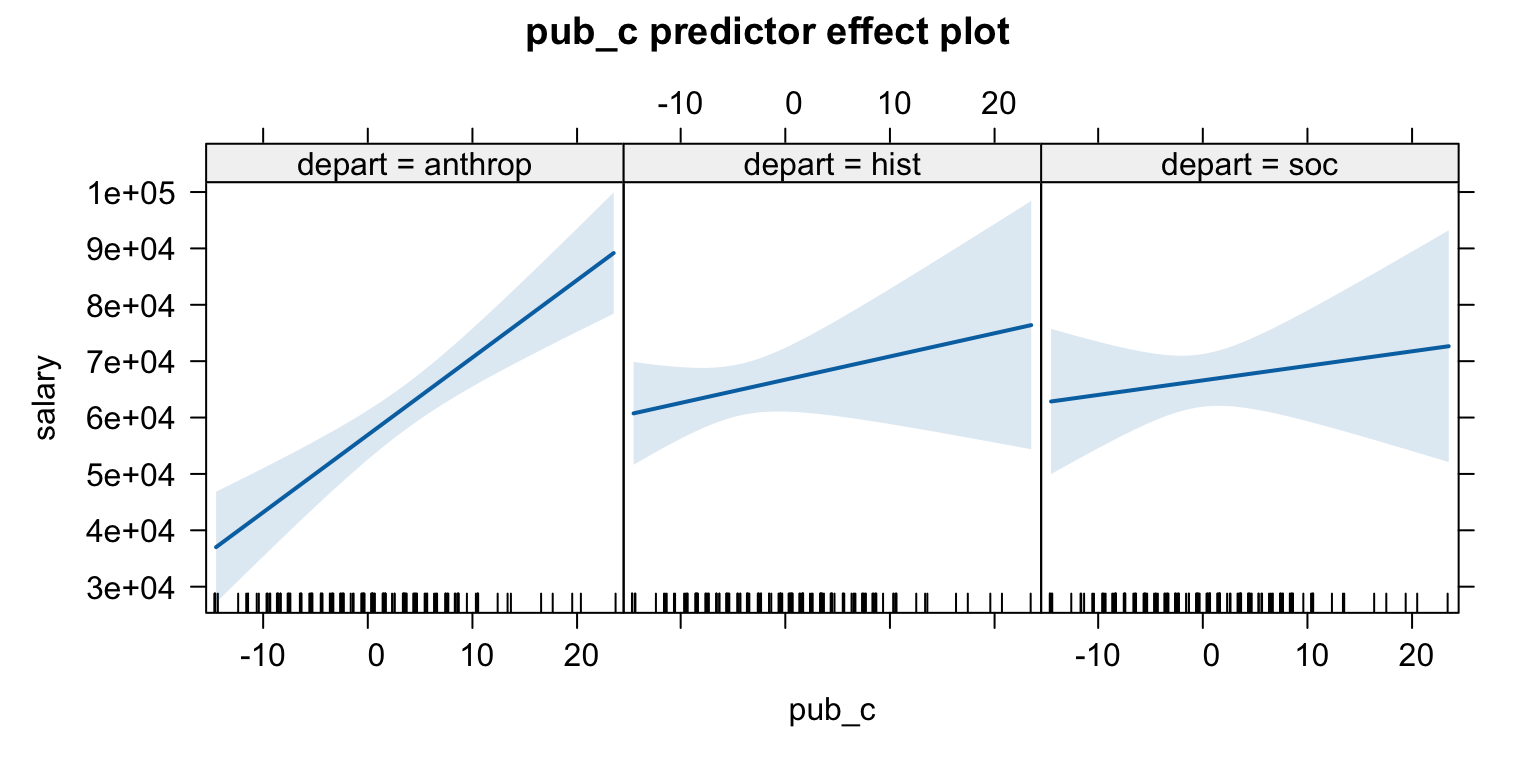 pub_c predictor effect plot
-10 0 10 20
depart = anthrop depart = hist depart = soc
1e+05
9e+04
8e+04
7e+04
6e+04
5e+04
4e+04
3e+04
salary
-10 0 10 20 -10 0 10 20
pub_c